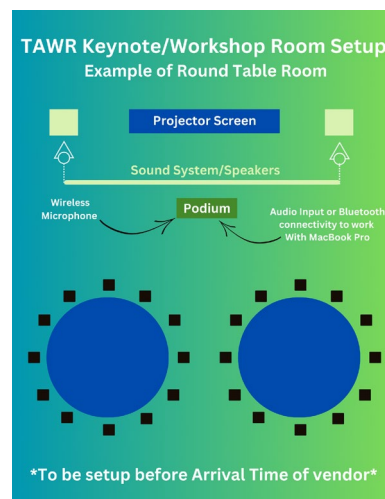 TAWR Keynote/Workshop Room Setup
Example of Round Table Room
Projector Screen
Sound System/Speakers
Wireless
Microphone
Podium
Audio Input or Bluetooth
connectivity to work
With MacBook Pro
*To be setup before Arrival Time of vendor*